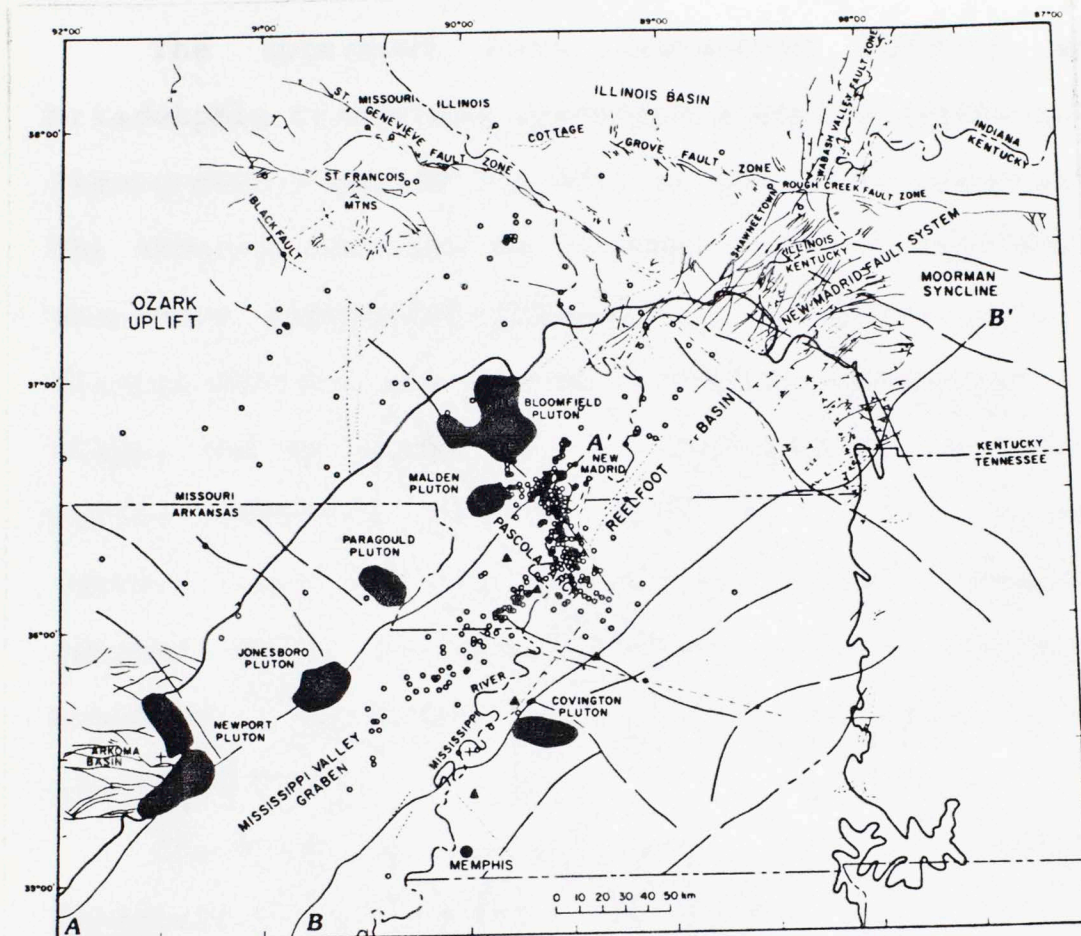 92°00'
91°00'
90°00'
89°00'
88°00'
87°00'
38°00'
37°00'
36°00'
35°00'
ST. GENEVIEVE FAULT ZONE
MISSOURI
ILLINOIS
ILLINOIS BASIN
COTTAGE GROVE FAULT ZONE
WABASH VALLEY FAULT ZONE
INDIANA
KENTUCKY
ST FRANCOIS
MTNS
BLACK FAULT
SHAWNEETOWN
ROUGH CREEK FAULT ZONE
ILLINOIS
KENTUCKY
NEW MADRID FAULT SYSTEM
MOORMAN
SYNCLINE
B'
OZARK
UPLIFT
BLOOMFIELD
PLUTON
A'
NEW
MADRID
REELFOOT BASIN
KENTUCKY
TENNESSEE
MALDEN
PLUTON
MISSOURI
ARKANSAS
PASCOLA
PARAGOULD
PLUTON
JONESBORO
PLUTON
NEWPORT
PLUTON
ARKOMA
BASIN
MISSISSIPPI RIVER
COVINGTON
PLUTON
MISSISSIPPI VALLEY
GRABEN
MEMPHIS
0 10 20 30 40 50 km
A
B